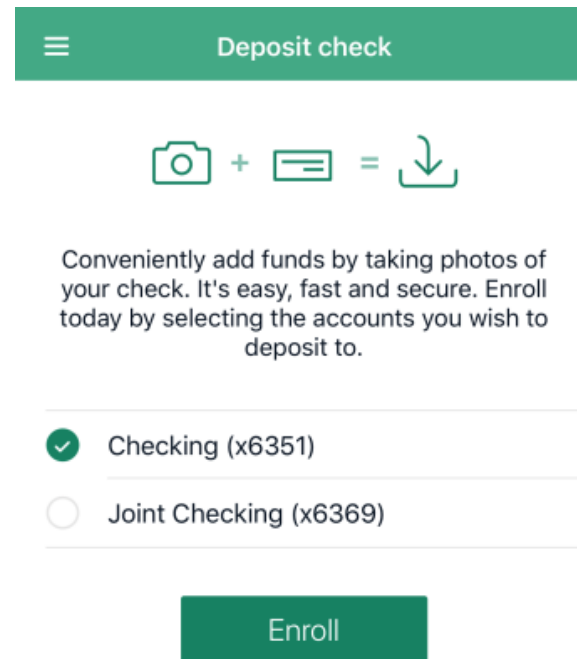 Deposit check
+ =
Conveniently add funds by taking photos of
your check. It's easy, fast and secure. Enroll
today by selecting the accounts you wish to
deposit to.
Checking (x6351)
Joint Checking (x6369)
Enroll